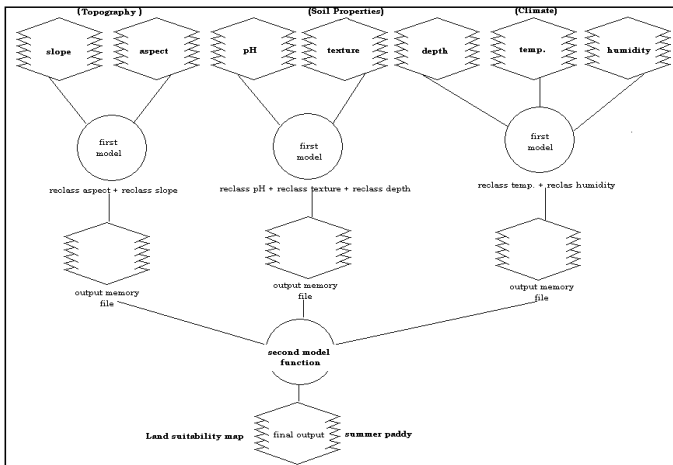 (Topography )
(Soil Properties)
(Climate)
slope
aspect
pH
texture
depth
temp.
humidity
first
model
first
model
first
model
reclass aspect + reclass slope
reclass pH + reclass texture + reclass depth
reclass temp. + reclas humidity
output memory
file
output memory
file
output memory
file
second model
function
Land suitability map
final output
summer paddy